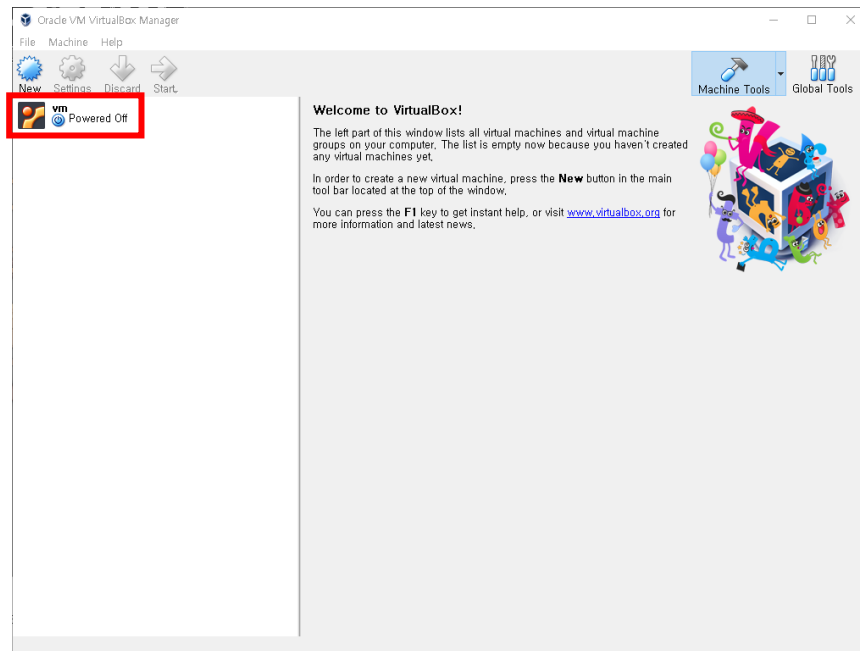 Oracle VM VirtualBox Manager
File Machine Help
New Settings Discard Start
Machine Tools Global Tools
vm
Powered Off
Welcome to VirtualBox!
The left part of this window lists all virtual machines and virtual machine
groups on your computer. The list is empty now because you haven't created
any virtual machines yet.
In order to create a new virtual machine, press the New button in the main
tool bar located at the top of the window.
You can press the F1 key to get instant help, or visit www.virtualbox.org for
more information and latest news.